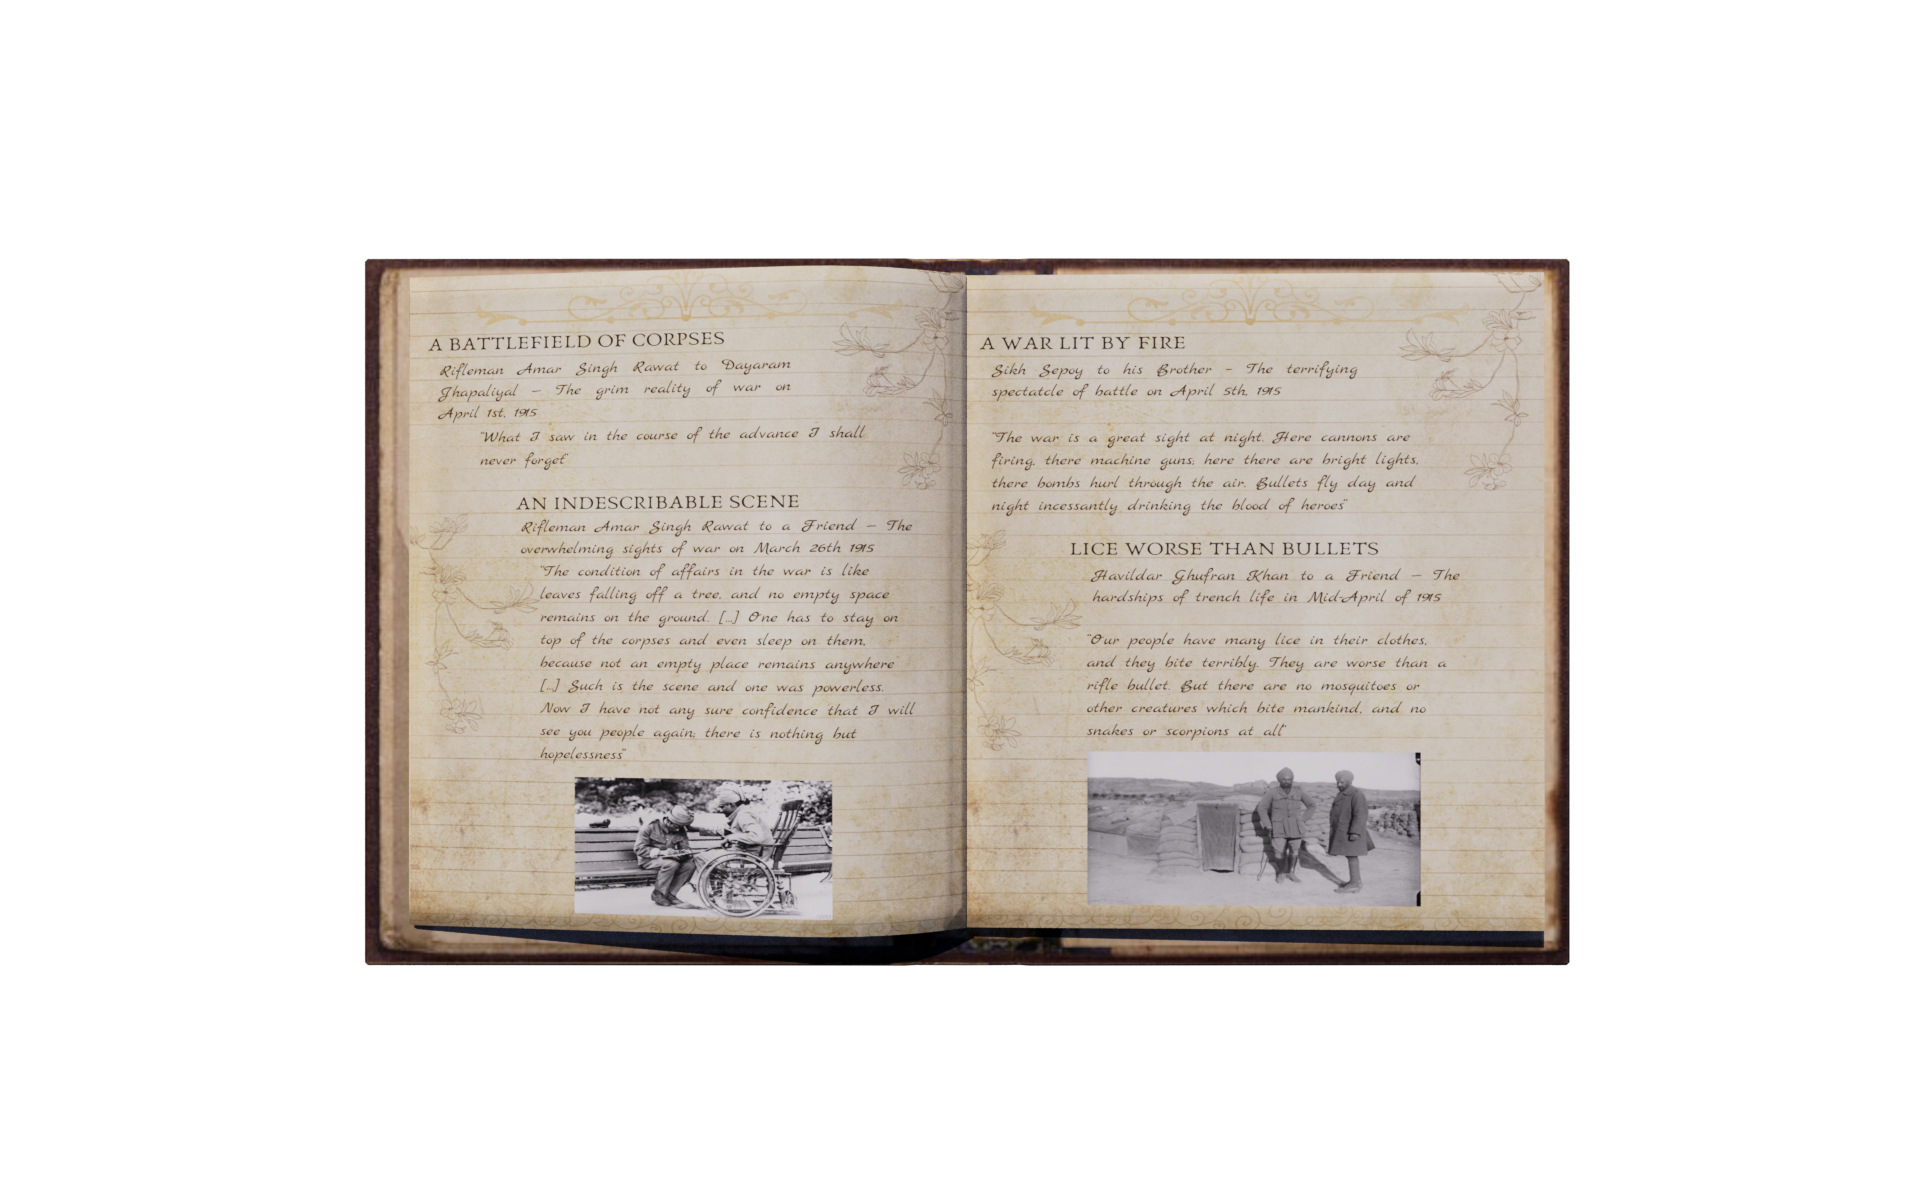 A BATTLEFIELD OF CORPSES
Rifleman Amar Singh Rawat to Dayaram
Jhapaliyal – The grim reality of war on
April 1st, 1915
"What I saw in the course of the advance I shall
never forget"
AN INDESCRIBABLE SCENE
Rifleman Amar Singh Rawat to a Friend – The
overwhelming sights of war on March 26th 1915
"The condition of affairs in the war is like
leaves falling off a tree, and no empty space
remains on the ground. [...] One has to stay on
top of the corpses and even sleep on them,
because not an empty place remains anywhere"
[...] Such is the scene and one was powerless.
Now I have not any sure confidence that I will
see you people again; there is nothing but
hopelessness"
A WAR LIT BY FIRE
Sikh Sepoy to his Brother – The terrifying
spectatcle of battle on April 5th, 1915
"The war is a great sight at night. Here cannons are
firing, there machine guns; here there are bright lights,
there bombs hurl through the air. Bullets fly day and
night incessantly drinking the blood of heroes"
LICE WORSE THAN BULLETS
Havildar Ghufran Khan to a Friend – The
hardships of trench life in Mid-April of 1915
"Our people have many lice in their clothes,
and they bite terribly. They are worse than a
rifle bullet. But there are no mosquitoes or
other creatures which bite mankind, and no
snakes or scorpions at all"